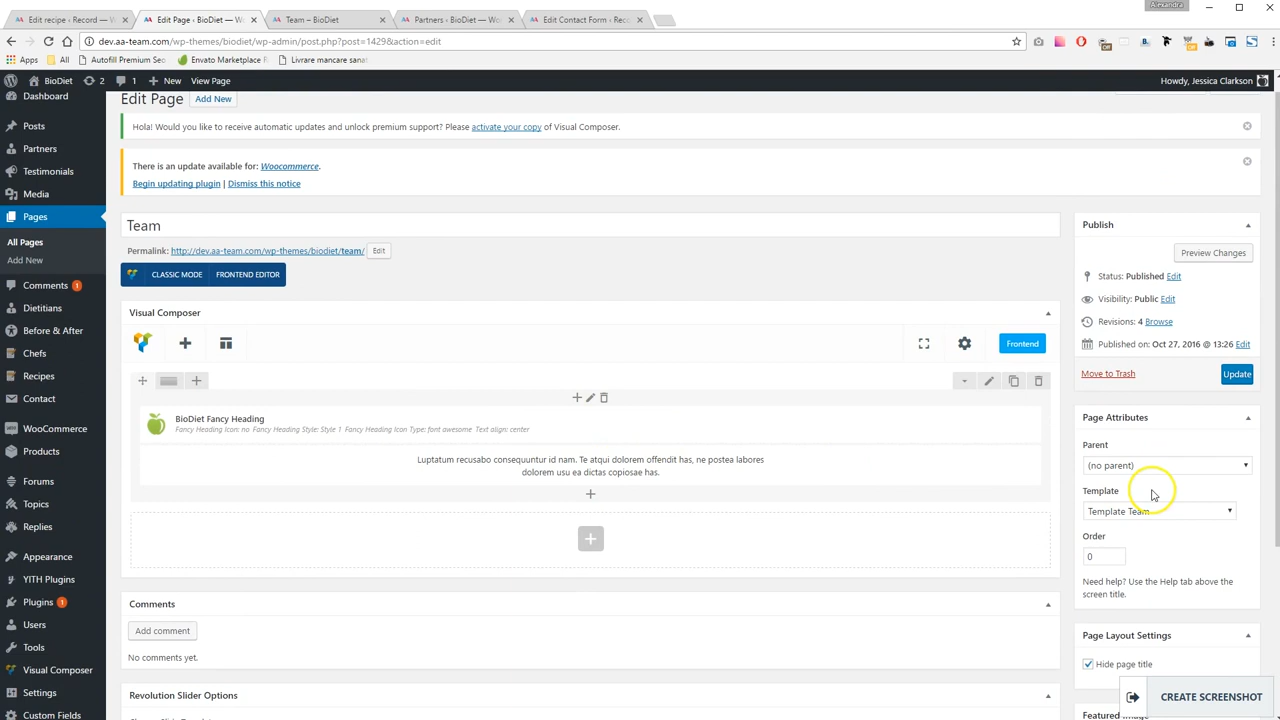 Alexandra
Edit recipe ‹ Record — W
Edit Page ‹ BioDiet — Wo
Team – BioDiet
Partners ‹ BioDiet — Wo
Edit Contact Form ‹ Reco
dev.aa-team.com/wp-themes/biodiet/wp-admin/post.php?post=1429&action=edit
Apps
All
Autofill Premium Seo
Envato Marketplace
Livrare mancare sanat
BioDiet
2
1
New
View Page
Howdy, Jessica Clarkson
Dashboard
Posts
Partners
Testimonials
Media
Pages
All Pages
Add New
Comments 1
Dietitians
Before & After
Chefs
Recipes
Contact
WooCommerce
Products
Forums
Topics
Replies
Appearance
YITH Plugins
Plugins 1
Users
Tools
Visual Composer
Settings
Custom Fields
Edit Page
Add New
Hola! Would you like to receive automatic updates and unlock premium support? Please activate your copy of Visual Composer.
There is an update available for: Woocommerce.
Begin updating plugin | Dismiss this notice
Team
Permalink: http://dev.aa-team.com/wp-themes/biodiet/team/ Edit
CLASSIC MODE
FRONTEND EDITOR
Visual Composer
Frontend
BioDiet Fancy Heading
Fancy Heading Icon: no Fancy Heading Style: Style 1 Fancy Heading Icon Type: font awesome Text align: center
Luptatum recusabo consequuntur id nam. Te atqui dolorem offendit has, ne postea labores
dolorem usu ea dictas copiosae has.
Comments
Add comment
No comments yet.
Revolution Slider Options
Publish
Preview Changes
Status: Published Edit
Visibility: Public Edit
Revisions: 4 Browse
Published on: Oct 27, 2016 @ 13:26 Edit
Move to Trash
Update
Page Attributes
Parent
(no parent)
Template
Template Team
Order
0
Need help? Use the Help tab above the
screen title.
Page Layout Settings
Hide page title
CREATE SCREENSHOT